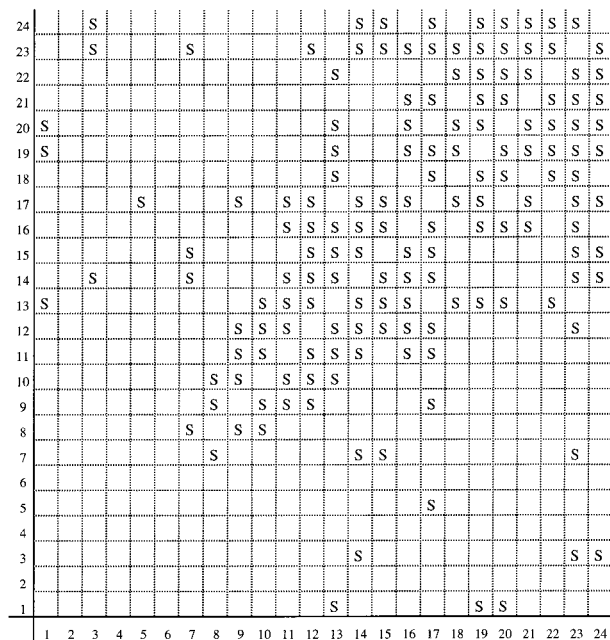 24 S S S S S S S S S
23 S S S S S S S S S S S S S
22 S S S S S S S
21 S S S S S S S
20 S S S S S S S S S
19 S S S S S S S S S S
18 S S S S S S
17 S S S S S S S S S S S S
16 S S S S S S S S S S
15 S S S S S S S S
14 S S S S S S S S S S
13 S S S S S S S S S S S
12 S S S S S S S S S
11 S S S S S S S
10 S S S S S
9 S S S S S
8 S S S
7 S S S S
6
5 S
4
3 S S S
2
1 S S S
1 2 3 4 5 6 7 8 9 10 11 12 13 14 15 16 17 18 19 20 21 22 23 24